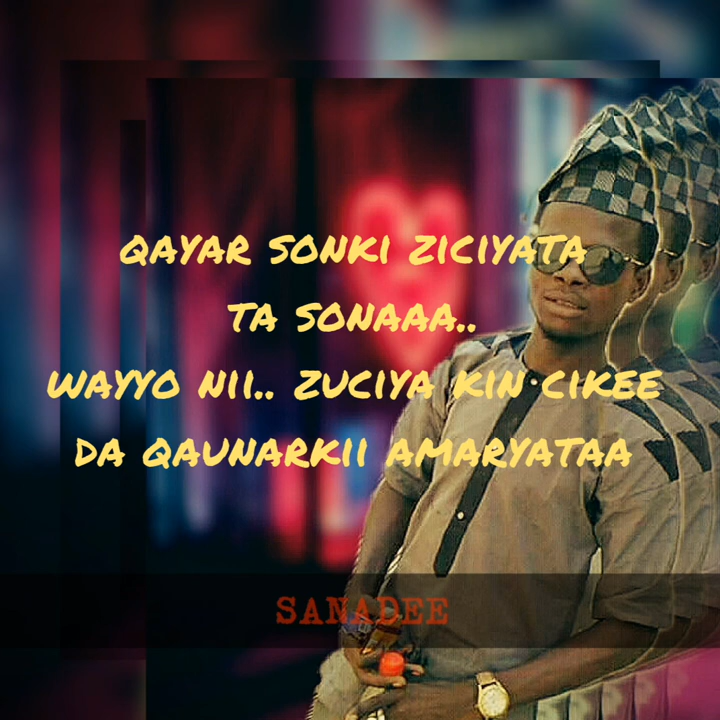 QAYAR SONKI ZICIYATA
TA SONAAA..
WAYYO NII.. ZUCIYA KIN CIKEE
DA QAUNARKII AMARYATAA
SANADEE